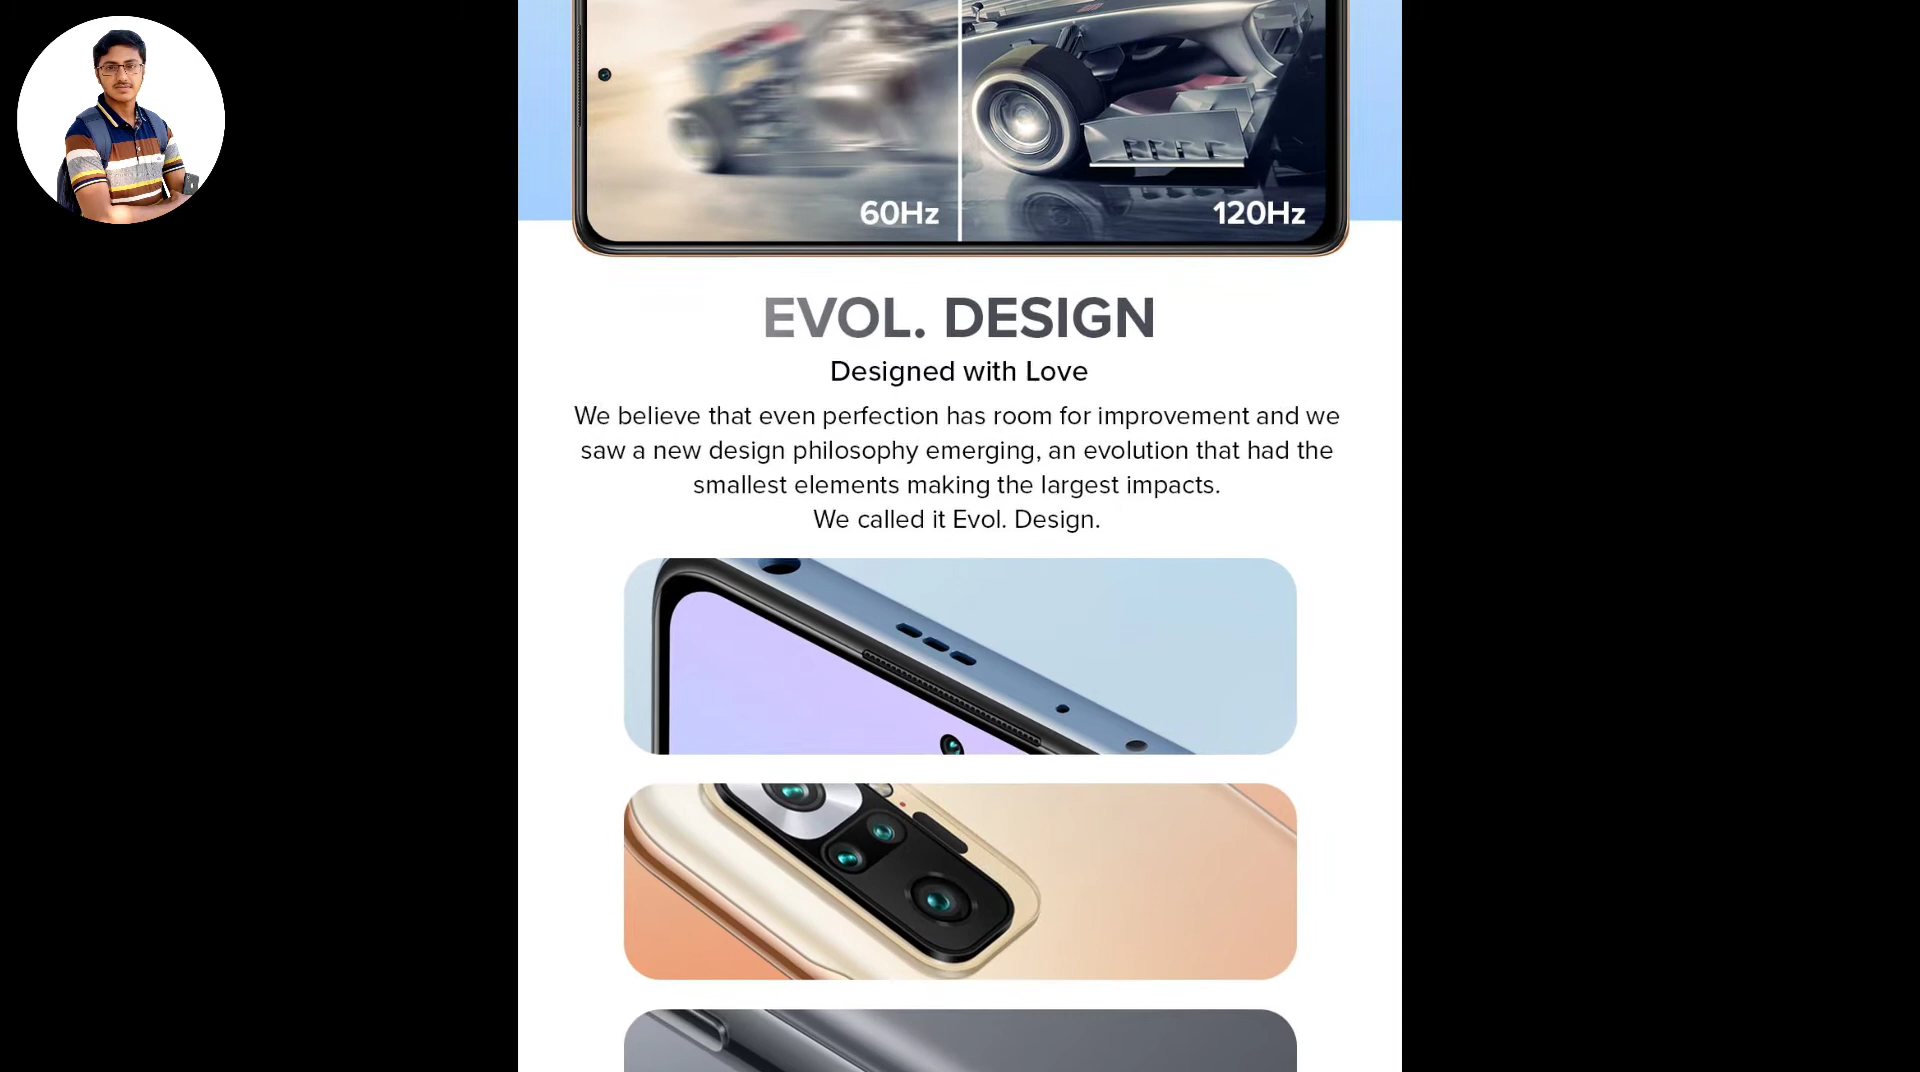 60Hz
120Hz
EVOL. DESIGN
Designed with Love
We believe that even perfection has room for improvement and we
saw a new design philosophy emerging, an evolution that had the
smallest elements making the largest impacts.
We called it Evol. Design.